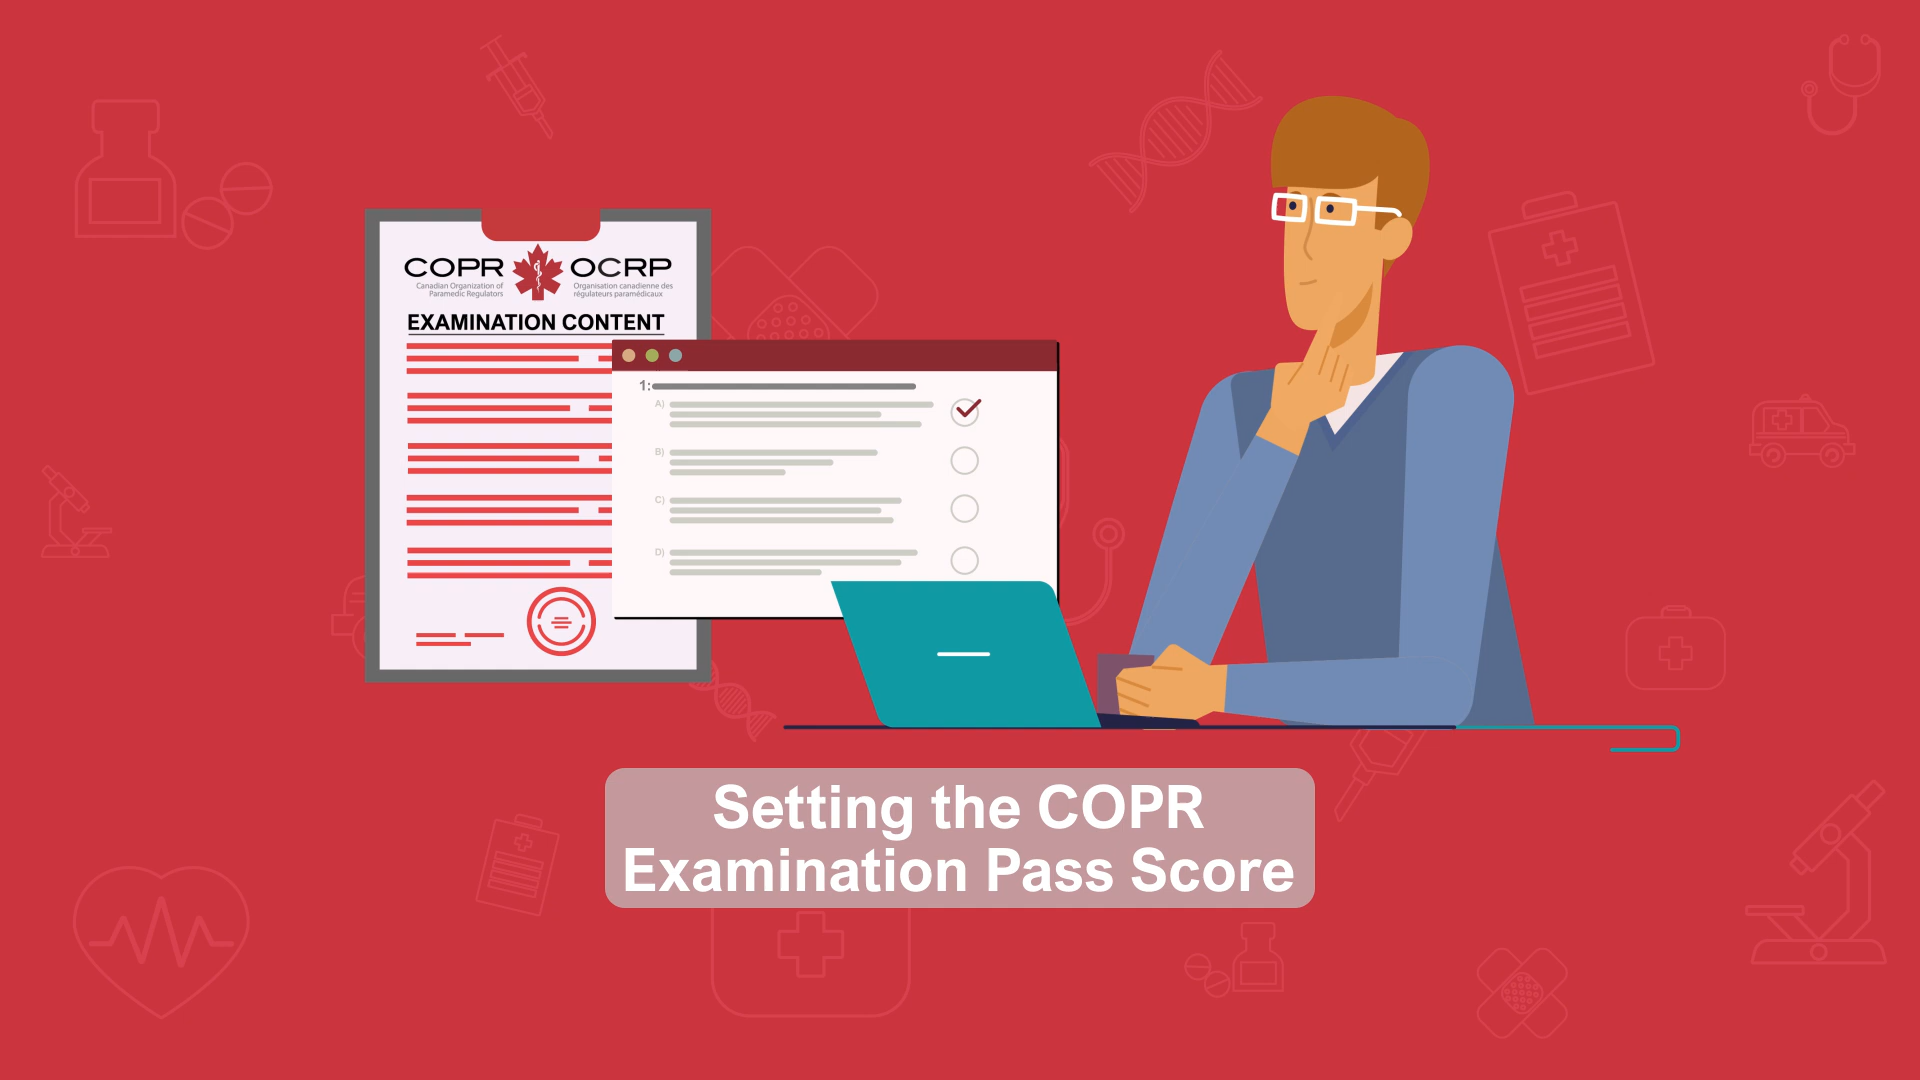 COPR OCRP
Canadian Organization of
Paramedic Regulators
Organisation canadienne des
régulateurs paramédicaux
EXAMINATION CONTENT
1:
A)
B)
C)
D)
Setting the COPR
Examination Pass Score